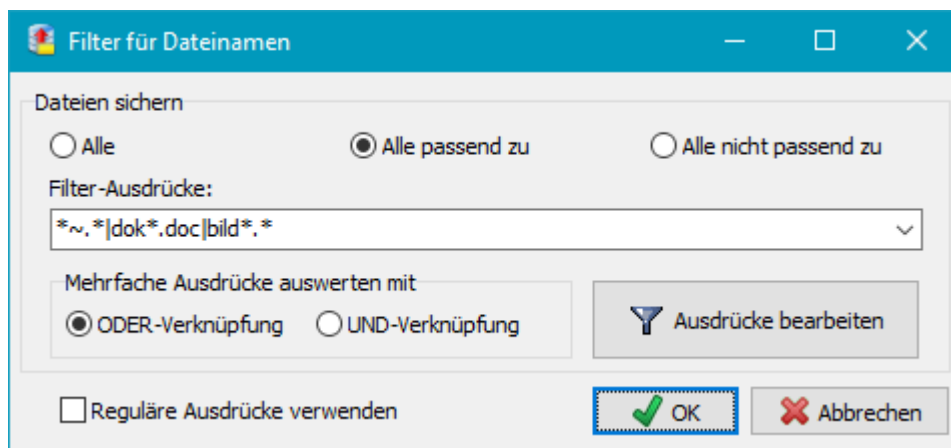 Filter für Dateinamen
Dateien sichern
Alle Alle passend zu Alle nicht passend zu
Filter-Ausdrücke:
*~.*|dok*.doc|bild*.*
Mehrfache Ausdrücke auswerten mit
ODER-Verknüpfung UND-Verknüpfung Ausdrücke bearbeiten
Reguläre Ausdrücke verwenden OK Abbrechen